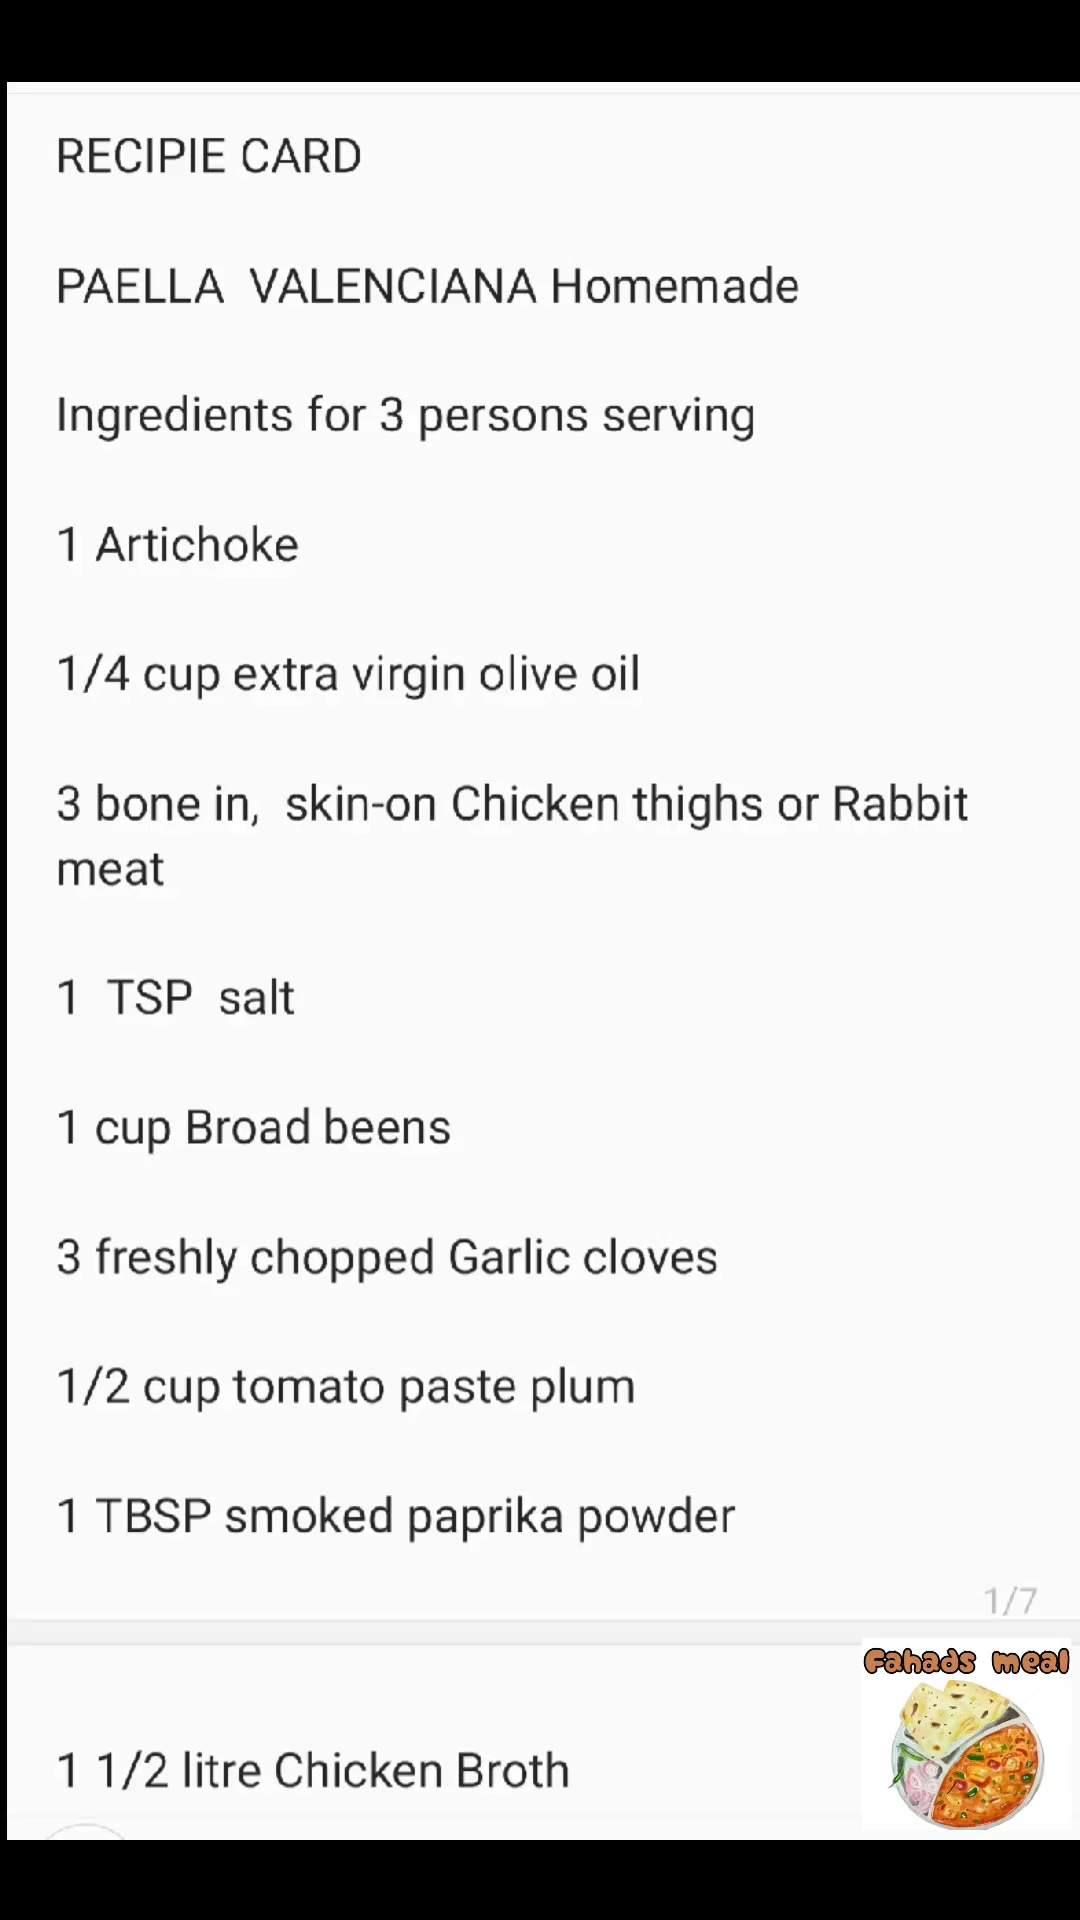 RECIPIE CARD
PAELLA  VALENCIANA Homemade
Ingredients for 3 persons serving
1 Artichoke
1/4 cup extra virgin olive oil
3 bone in,  skin-on Chicken thighs or Rabbit
meat
1  TSP  salt
1 cup Broad beens
3 freshly chopped Garlic cloves
1/2 cup tomato paste plum
1 TBSP smoked paprika powder
1/7
Fahads meal
1 1/2 litre Chicken Broth